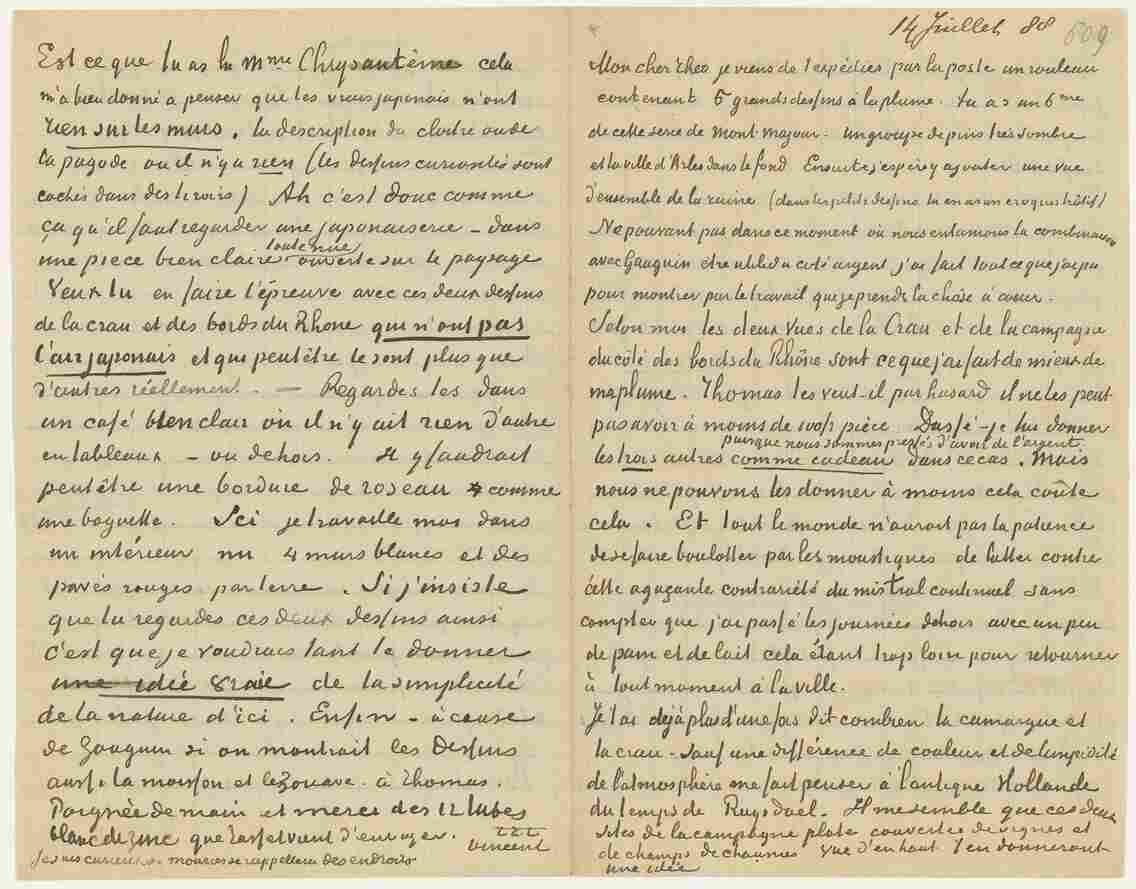 14 Juillet 88
609
Mon cher Theo je viens de t'expédier par la poste un rouleau
contenant 5 grands dessins à la plume. tu as un 6me
de cette série de Mont majour – un groupe de pins très sombre
et la ville d'Arles dans le fond Ensuite j'espère y ajouter une vue
d'ensemble de la ruine (dans les petits dessins tu en as un croquis hâtif)
Ne pouvant pas dans ce moment où nous entamons la combinaison
avec Gauguin être utile du coté argent j'ai fait tout ce que j'ai pu
pour montrer par le travail que je prends la chôse à cœur.
Selon moi les deux vues de la Crau et de la campagne
du côté des bords du Rhône sont ce que j'ai fait de mieux de
ma plume. Thomas les veut-il par hasard il ne les peut
pas avoir à moins de 100 f pièce Dussé-je lui donner
puisque nous sommes pressés d'avoir de l'argent.
les trois autres comme cadeau dans ce cas. Mais
nous ne pouvons les donner à moins cela coûte
cela. Et tout le monde n'aurait pas la patience
de se faire boulotter par les moustiques de lutter contre
cette agaçante contrariété du mistral continuel sans
compter que j'ai passé les journées dehors avec un peu
de pain et de lait cela étant trop loin pour retourner
à tout moment à la ville.
Je t'ai dejà plus d'une fois dit combien la camargue et
la crau – sauf une différence de couleur et de limpidité
de l'atmosphère me fait penser à l'antique Hollande
du temps de Ruysdael. Il me semble que ces deux
sites de la campagne plate couverte de vignes et
de champs de chaumes vue d'en haut t'en donneront
une idée
Est ce que tu as lu Mme Chrysantème cela
m'a bien donné a penser que les vrais japonais n'ont
rien sur les murs. la description du cloitre ou de
la pagode ou il n'y a rien (les dessins curiosités sont
cachés dans des tiroirs) Ah c'est donc comme
ça qu'il faut regarder une japonaiserie – dans
une pièce bien claire toute nue ouverte sur le paysage
Veux tu en faire l'épreuve avec ces deux dessins
de la crau et des bords du Rhone qui n'ont pas
l'air japonais et qui peutêtre le sont plus que
d'autres réellement. — Regardes les dans
un café bien clair où il n'y ait rien d'autre
en tableaux – ou dehors. Il y faudrait
peutêtre une bordure de roseau comme
une baguette. Ici je travaille moi dans
un intérieur nu 4 murs blancs et des
pavés rouges par terre. Si j'insiste
que tu regardes ces deux dessins ainsi
c'est que je voudrais tant te donner
une idée vraie de la simplicité
de la nature d'ici. Enfin – à cause
de Gauguin si on montrait les dessins
aussi la moisson et le Zouave à Thomas.
Poignée de main et merci des 12 tubes
blanc de zinc que Tasset vient d'envoyer. t. à t.
Vincent
Je suis curieux si Mourier se rappellera des endroits